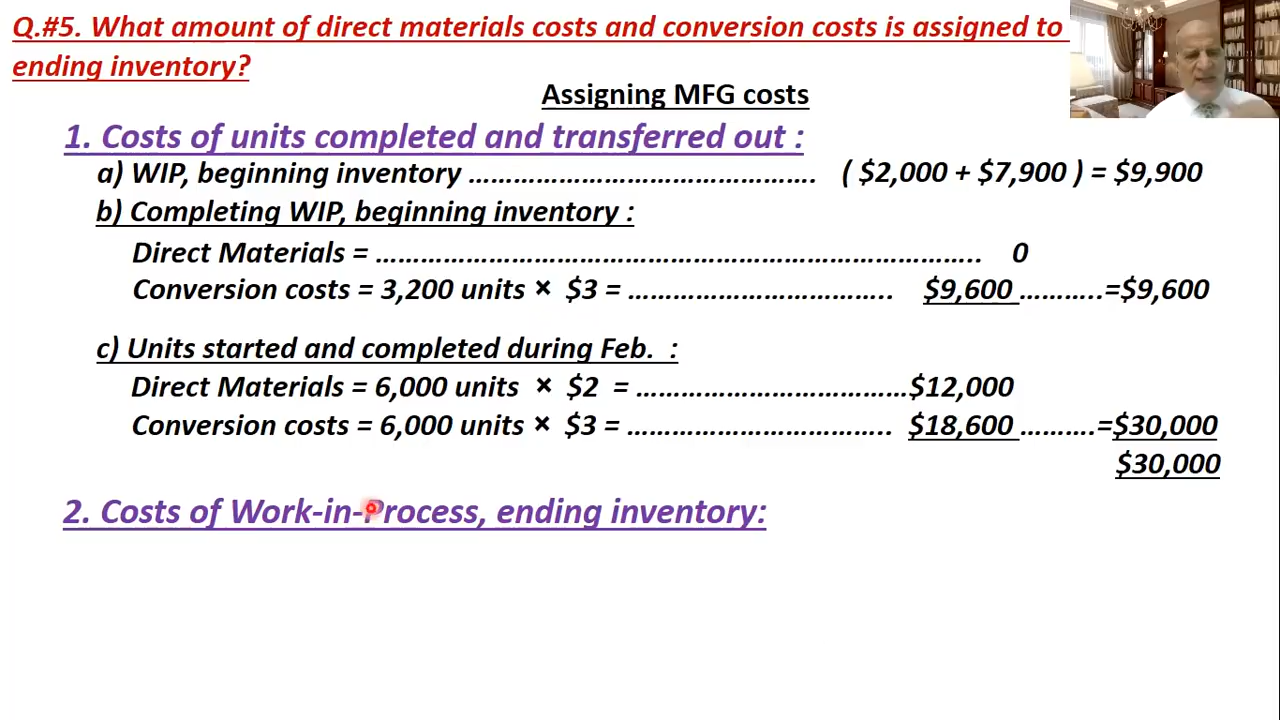 Q.#5. What amount of direct materials costs and conversion costs is assigned to
ending inventory?
Assigning MFG costs
1. Costs of units completed and transferred out :
a) WIP, beginning inventory …………………………………………. ( $2,000 + $7,900 ) = $9,900
b) Completing WIP, beginning inventory :
Direct Materials = …………………………………………………………………….. 0
Conversion costs = 3,200 units × $3 = …………………………….. $9,600 ………..=$9,600
c) Units started and completed during Feb. :
Direct Materials = 6,000 units × $2 = ………………………………$12,000
Conversion costs = 6,000 units × $3 = …………………………….. $18,600 ……….=$30,000
$30,000
2. Costs of Work-in-Process, ending inventory: